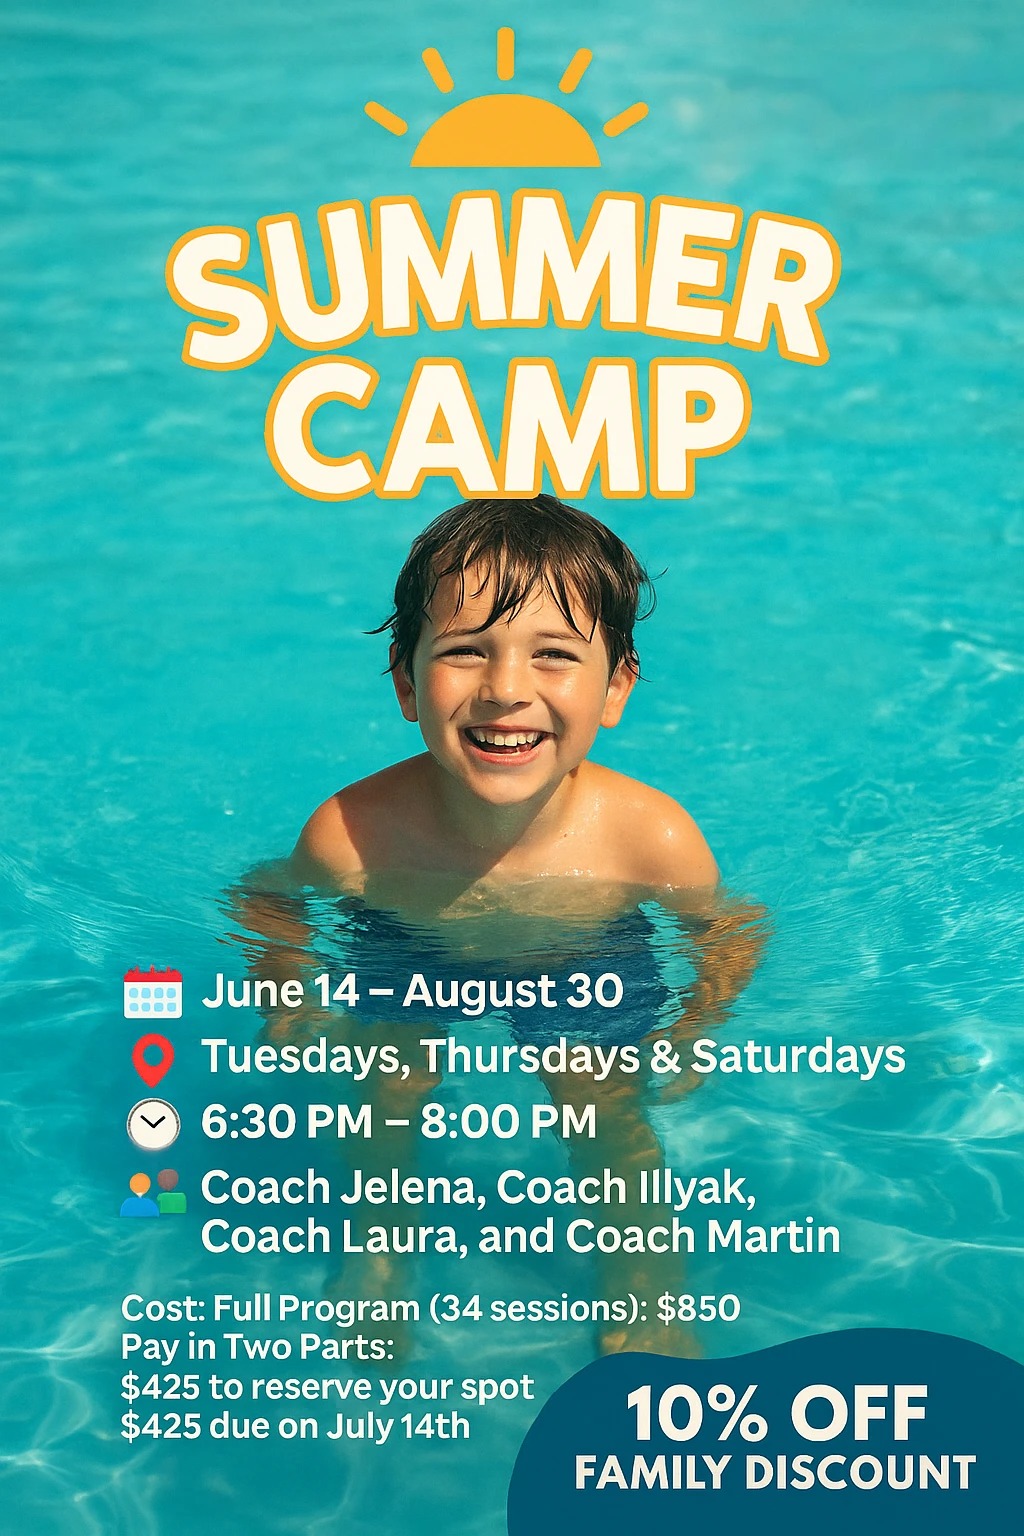 SUMMER
CAMP
June 14 – August 30
Tuesdays, Thursdays & Saturdays
6:30 PM – 8:00 PM
Coach Jelena, Coach Illyak,
Coach Laura, and Coach Martin
Cost: Full Program (34 sessions): $850
Pay in Two Parts:
$425 to reserve your spot
$425 due on July 14th
10% OFF
FAMILY DISCOUNT